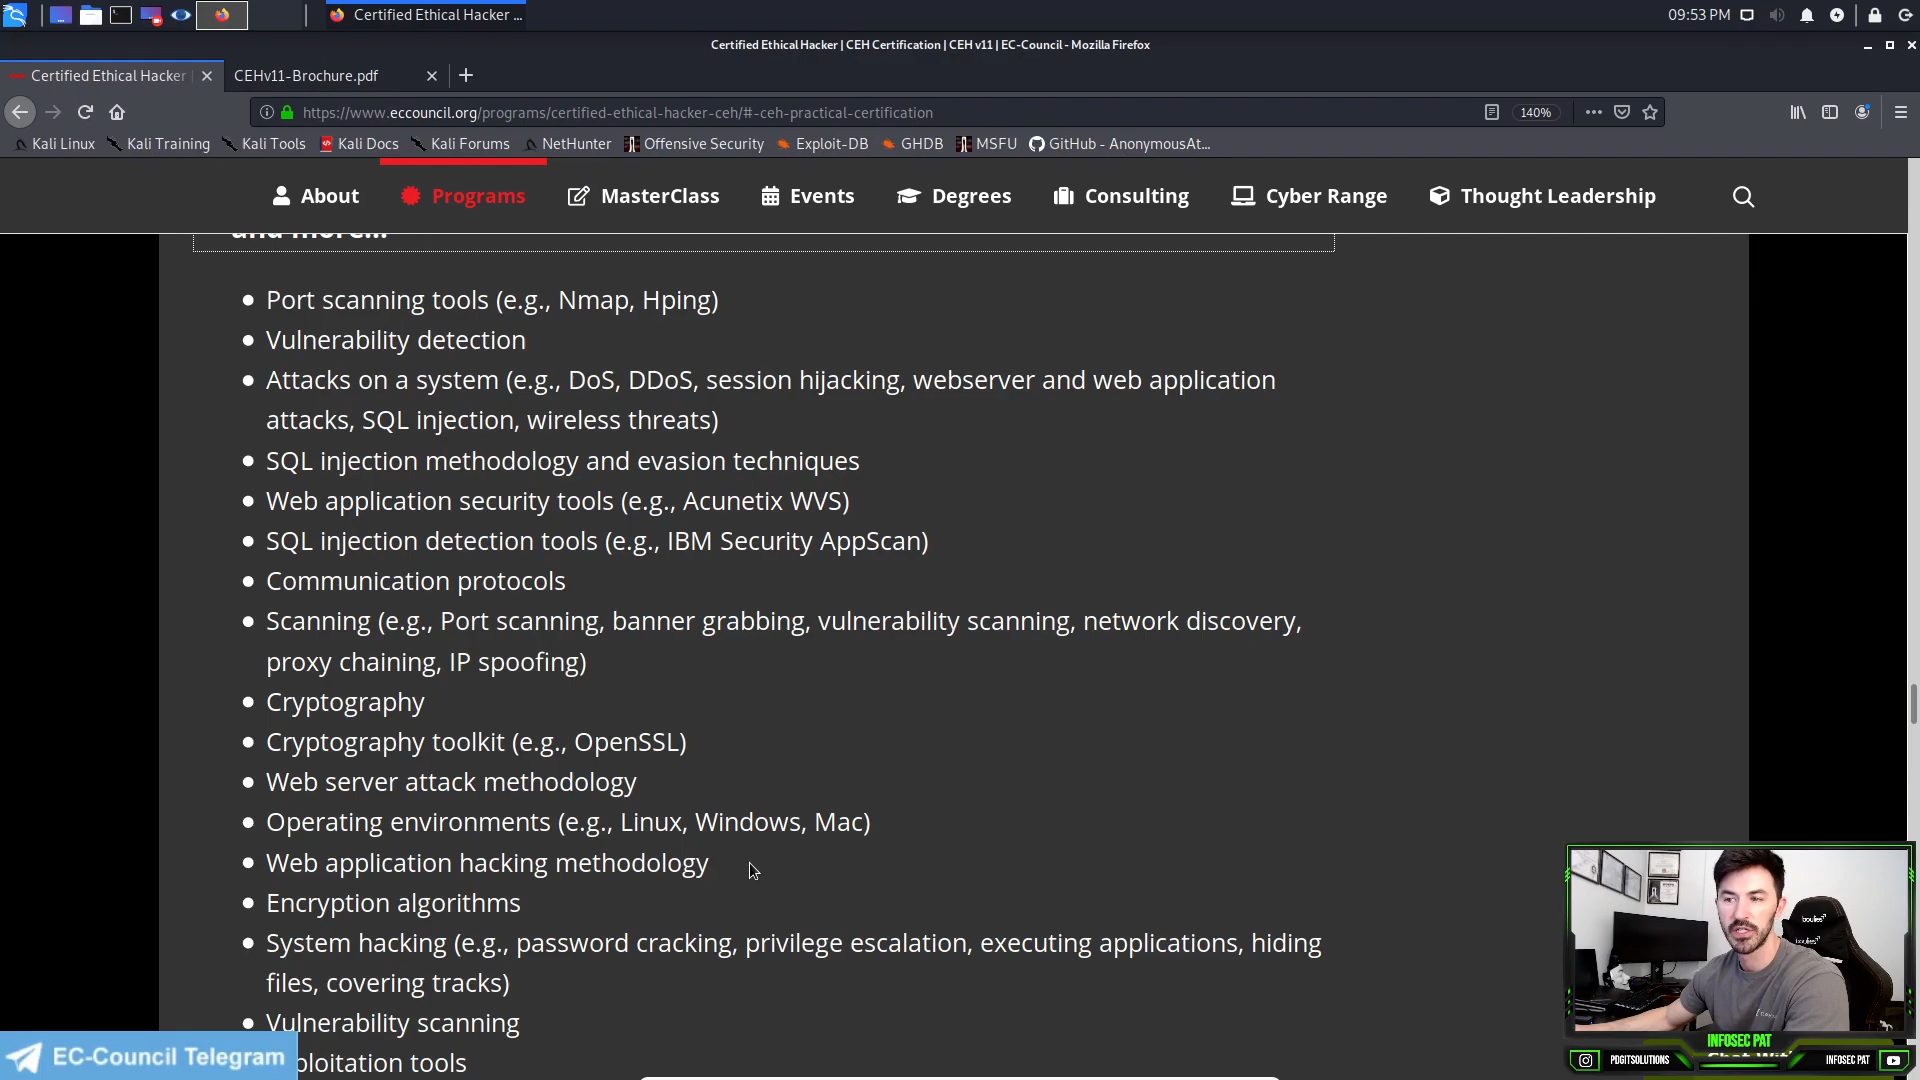 Certified Ethical Hacker ...
09:53 PM
Certified Ethical Hacker | CEH Certification | CEH v11 | EC-Council - Mozilla Firefox
Certified Ethical Hacker
CEHv11-Brochure.pdf
https://www.eccouncil.org/programs/certified-ethical-hacker-ceh/#-ceh-practical-certification
140%
Kali Linux Kali Training Kali Tools Kali Docs Kali Forums NetHunter Offensive Security Exploit-DB GHDB MSFU GitHub - AnonymousAt...
About Programs MasterClass Events Degrees Consulting Cyber Range Thought Leadership
and more...
• Port scanning tools (e.g., Nmap, Hping)
• Vulnerability detection
• Attacks on a system (e.g., DoS, DDoS, session hijacking, webserver and web application
attacks, SQL injection, wireless threats)
• SQL injection methodology and evasion techniques
• Web application security tools (e.g., Acunetix WVS)
• SQL injection detection tools (e.g., IBM Security AppScan)
• Communication protocols
• Scanning (e.g., Port scanning, banner grabbing, vulnerability scanning, network discovery,
proxy chaining, IP spoofing)
• Cryptography
• Cryptography toolkit (e.g., OpenSSL)
• Web server attack methodology
• Operating environments (e.g., Linux, Windows, Mac)
• Web application hacking methodology
• Encryption algorithms
• System hacking (e.g., password cracking, privilege escalation, executing applications, hiding
files, covering tracks)
• Vulnerability scanning
ploitation tools
EC-Council Telegram
boulies
INFOSEC PAT
PDGITSOLUTIONS
INFOSEC PAT